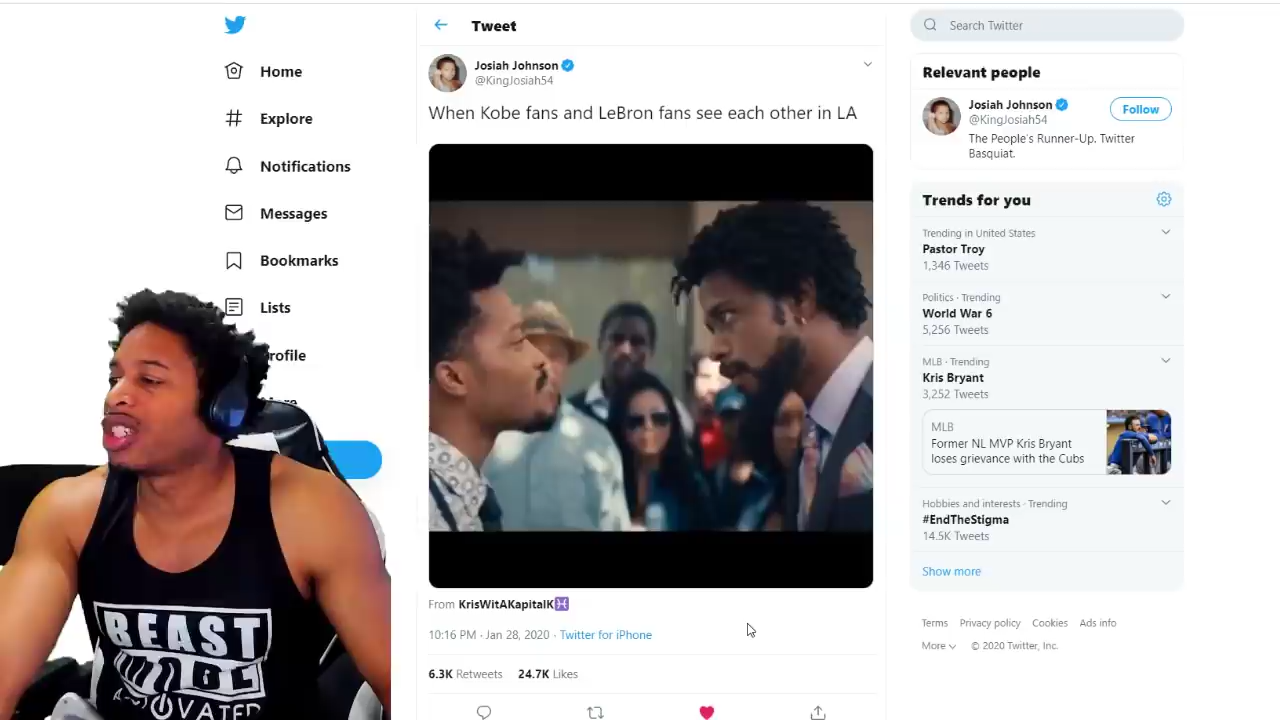 Tweet
Search Twitter
Home
Explore
Notifications
Messages
Bookmarks
Lists
rofile
Josiah Johnson
@KingJosiah54
When Kobe fans and LeBron fans see each other in LA
From KrisWitAKapitalK♓
10:16 PM · Jan 28, 2020 · Twitter for iPhone
6.3K Retweets 24.7K Likes
Relevant people
Josiah Johnson
@KingJosiah54
Follow
The People's Runner-Up. Twitter
Basquiat.
Trends for you
Trending in United States
Pastor Troy
1,346 Tweets
Politics · Trending
World War 6
5,256 Tweets
MLB · Trending
Kris Bryant
3,252 Tweets
MLB
Former NL MVP Kris Bryant
loses grievance with the Cubs
Hobbies and interests · Trending
#EndTheStigma
14.5K Tweets
Show more
Terms Privacy policy Cookies Ads info
More © 2020 Twitter, Inc.
BEAST